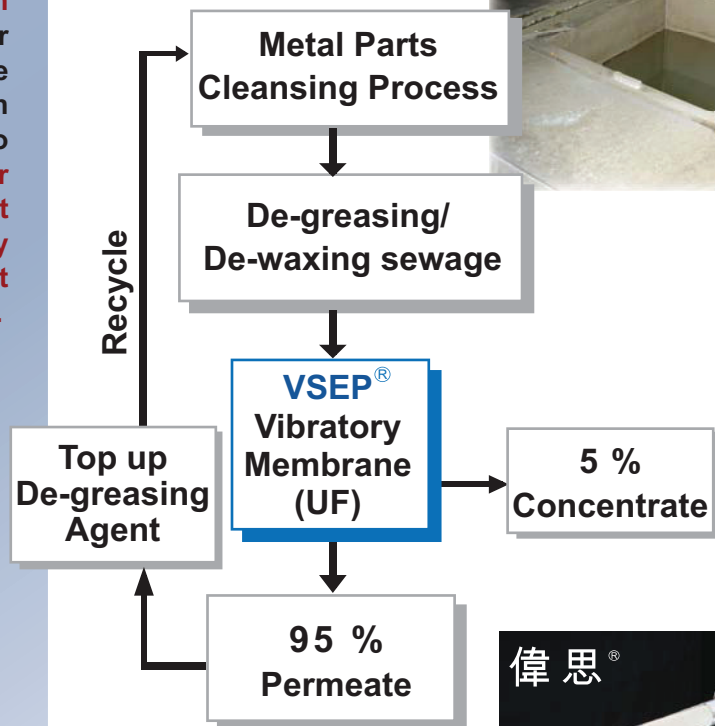 Metal Parts
Cleansing Process
De-greasing/
De-waxing sewage
Recycle
VSEP®
Vibratory
Membrane
(UF)
5 %
Concentrate
Top up
De-greasing
Agent
95 %
Permeate
偉思®